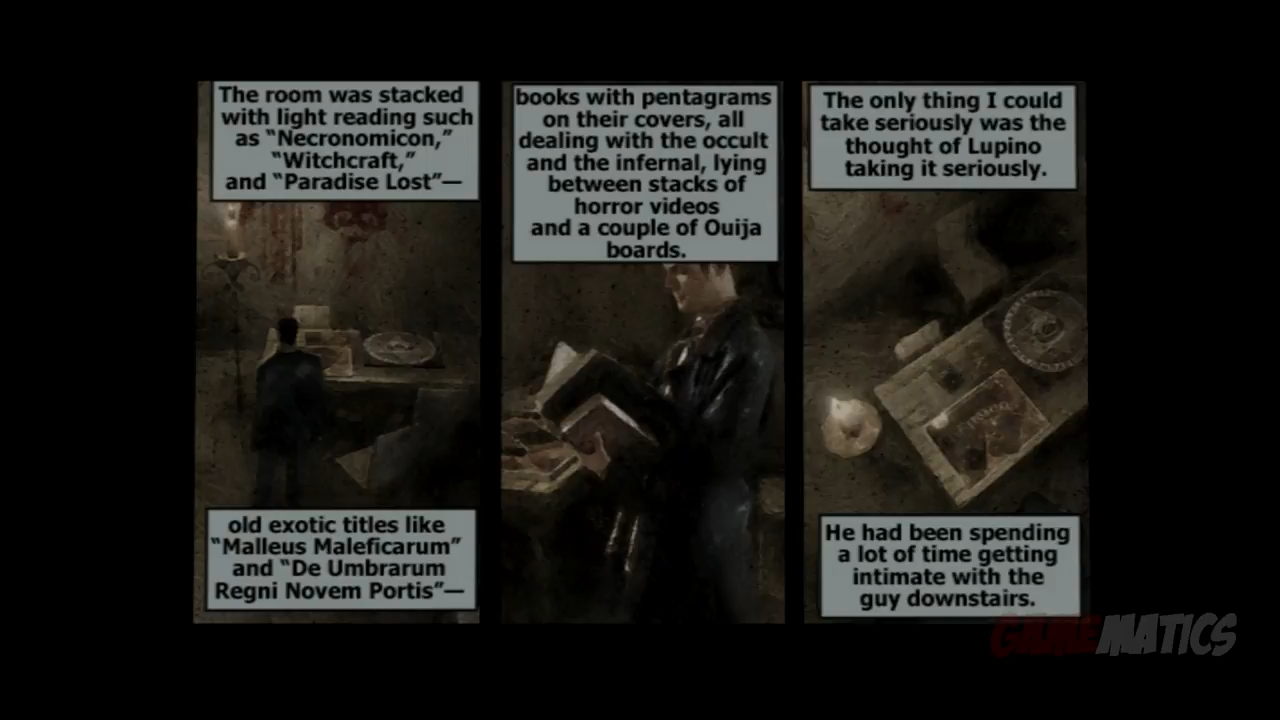 The room was stacked
with light reading such
as “Necronomicon,”
“Witchcraft,”
and “Paradise Lost”—
old exotic titles like
“Malleus Maleficarum”
and “De Umbrarum
Regni Novem Portis”—
books with pentagrams
on their covers, all
dealing with the occult
and the infernal, lying
between stacks of
horror videos
and a couple of Ouija
boards.
The only thing I could
take seriously was the
thought of Lupino
taking it seriously.
He had been spending
a lot of time getting
intimate with the
guy downstairs.
GAMEMATICS